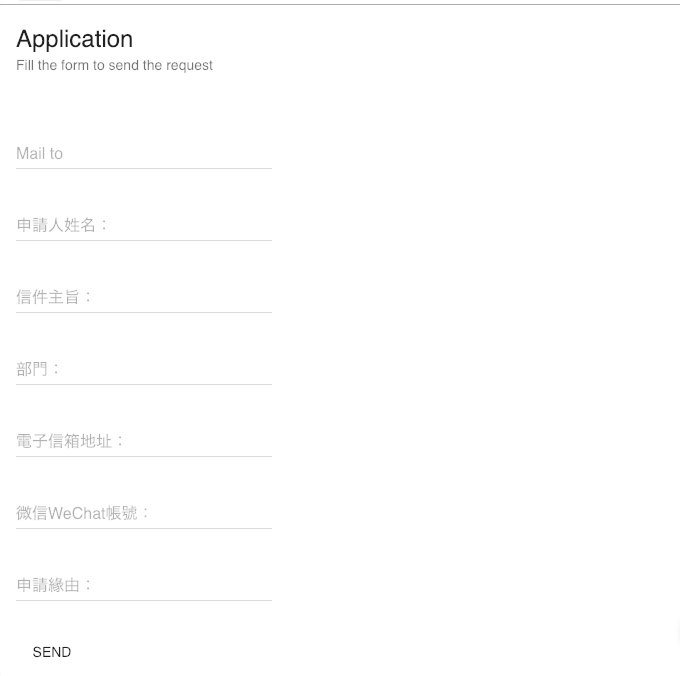 Application
Fill the form to send the request
Mail to
申請人姓名：
信件主旨：
部門：
電子信箱地址：
微信WeChat帳號：
申請緣由：
SEND